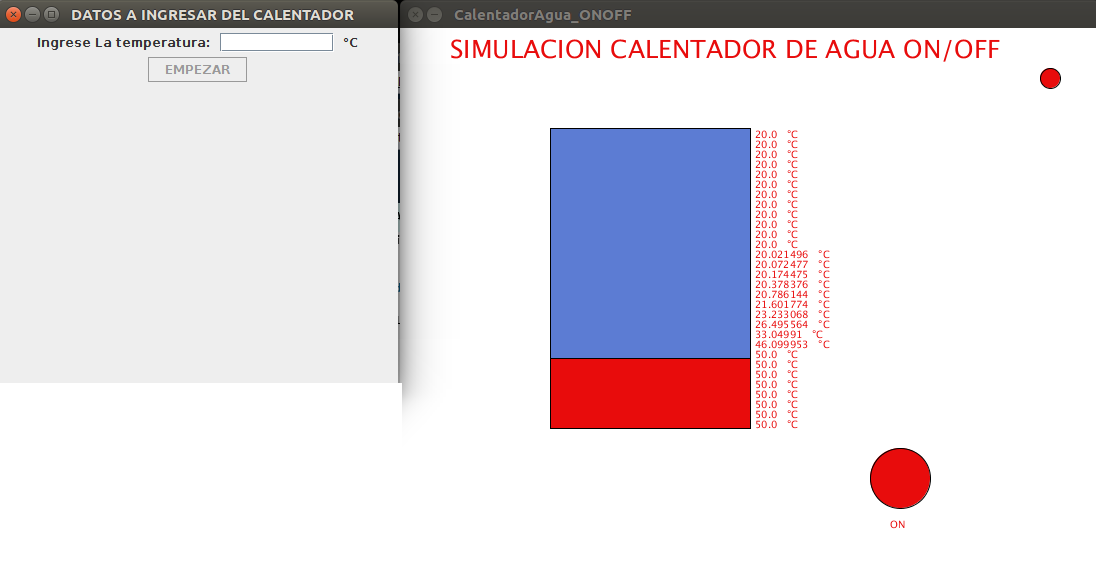 DATOS A INGRESAR DEL CALENTADOR
Ingrese La temperatura: °C
EMPEZAR
CalentadorAgua_ONOFF
SIMULACION CALENTADOR DE AGUA ON/OFF
20.0 °C
20.0 °C
20.0 °C
20.0 °C
20.0 °C
20.0 °C
20.0 °C
20.0 °C
20.0 °C
20.0 °C
20.0 °C
20.0 °C
20.021496 °C
20.072477 °C
20.174475 °C
20.378376 °C
20.786144 °C
21.601774 °C
23.233068 °C
26.495564 °C
33.04991 °C
46.099953 °C
50.0 °C
50.0 °C
50.0 °C
50.0 °C
50.0 °C
50.0 °C
50.0 °C
50.0 °C
ON